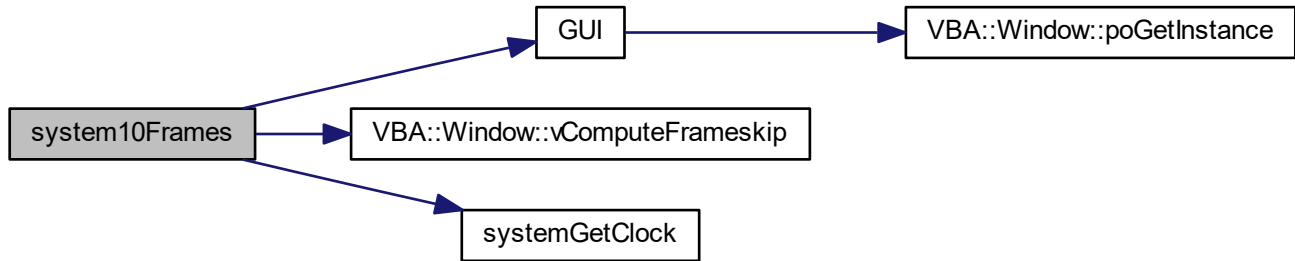 GUI
VBA::Window::poGetInstance
system10Frames
VBA::Window::vComputeFrameskip
systemGetClock